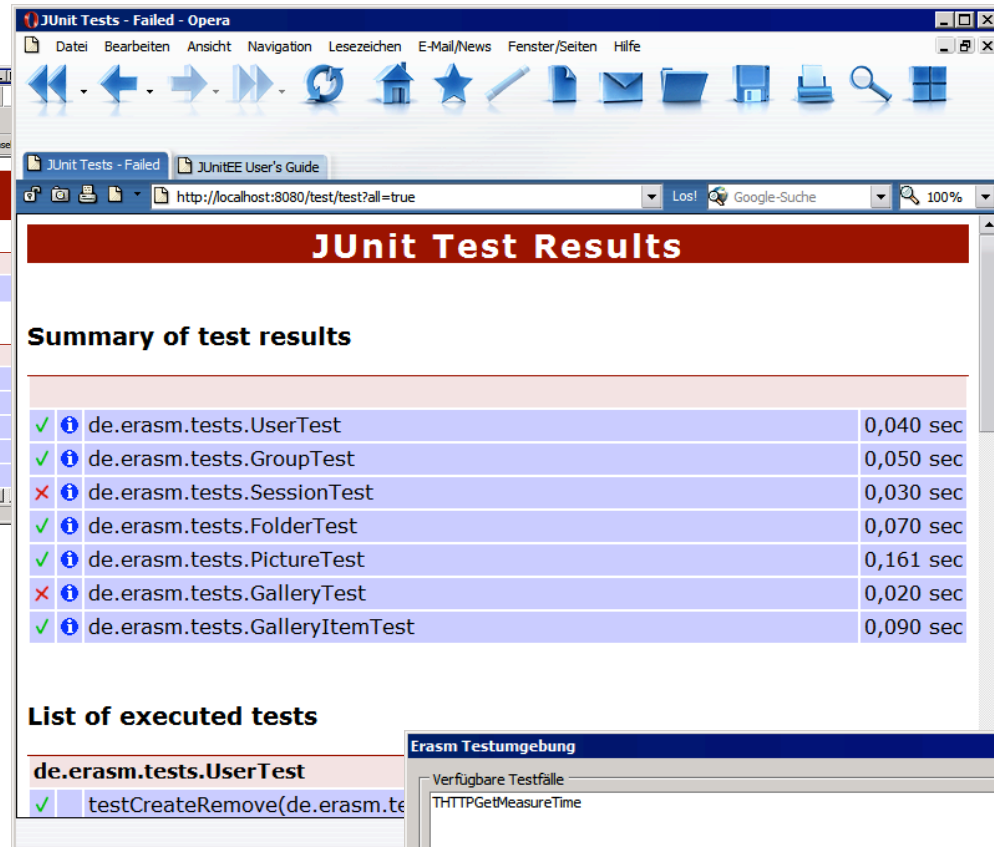 JUnit Tests - Failed - Opera
Datei Bearbeiten Ansicht Navigation Lesezeichen E-Mail/News Fenster/Seiten Hilfe
JUnit Tests - Failed JUnitEE User's Guide
http://localhost:8080/test/test?all=true Los! Google-Suche 100%
JUnit Test Results
Summary of test results
de.erasm.tests.UserTest 0,040 sec
de.erasm.tests.GroupTest 0,050 sec
de.erasm.tests.SessionTest 0,030 sec
de.erasm.tests.FolderTest 0,070 sec
de.erasm.tests.PictureTest 0,161 sec
de.erasm.tests.GalleryTest 0,020 sec
de.erasm.tests.GalleryItemTest 0,090 sec
List of executed tests
de.erasm.tests.UserTest
testCreateRemove(de.erasm.te
Erasm Testumgebung
Verfügbare Testfälle
THTTPGetMeasureTime